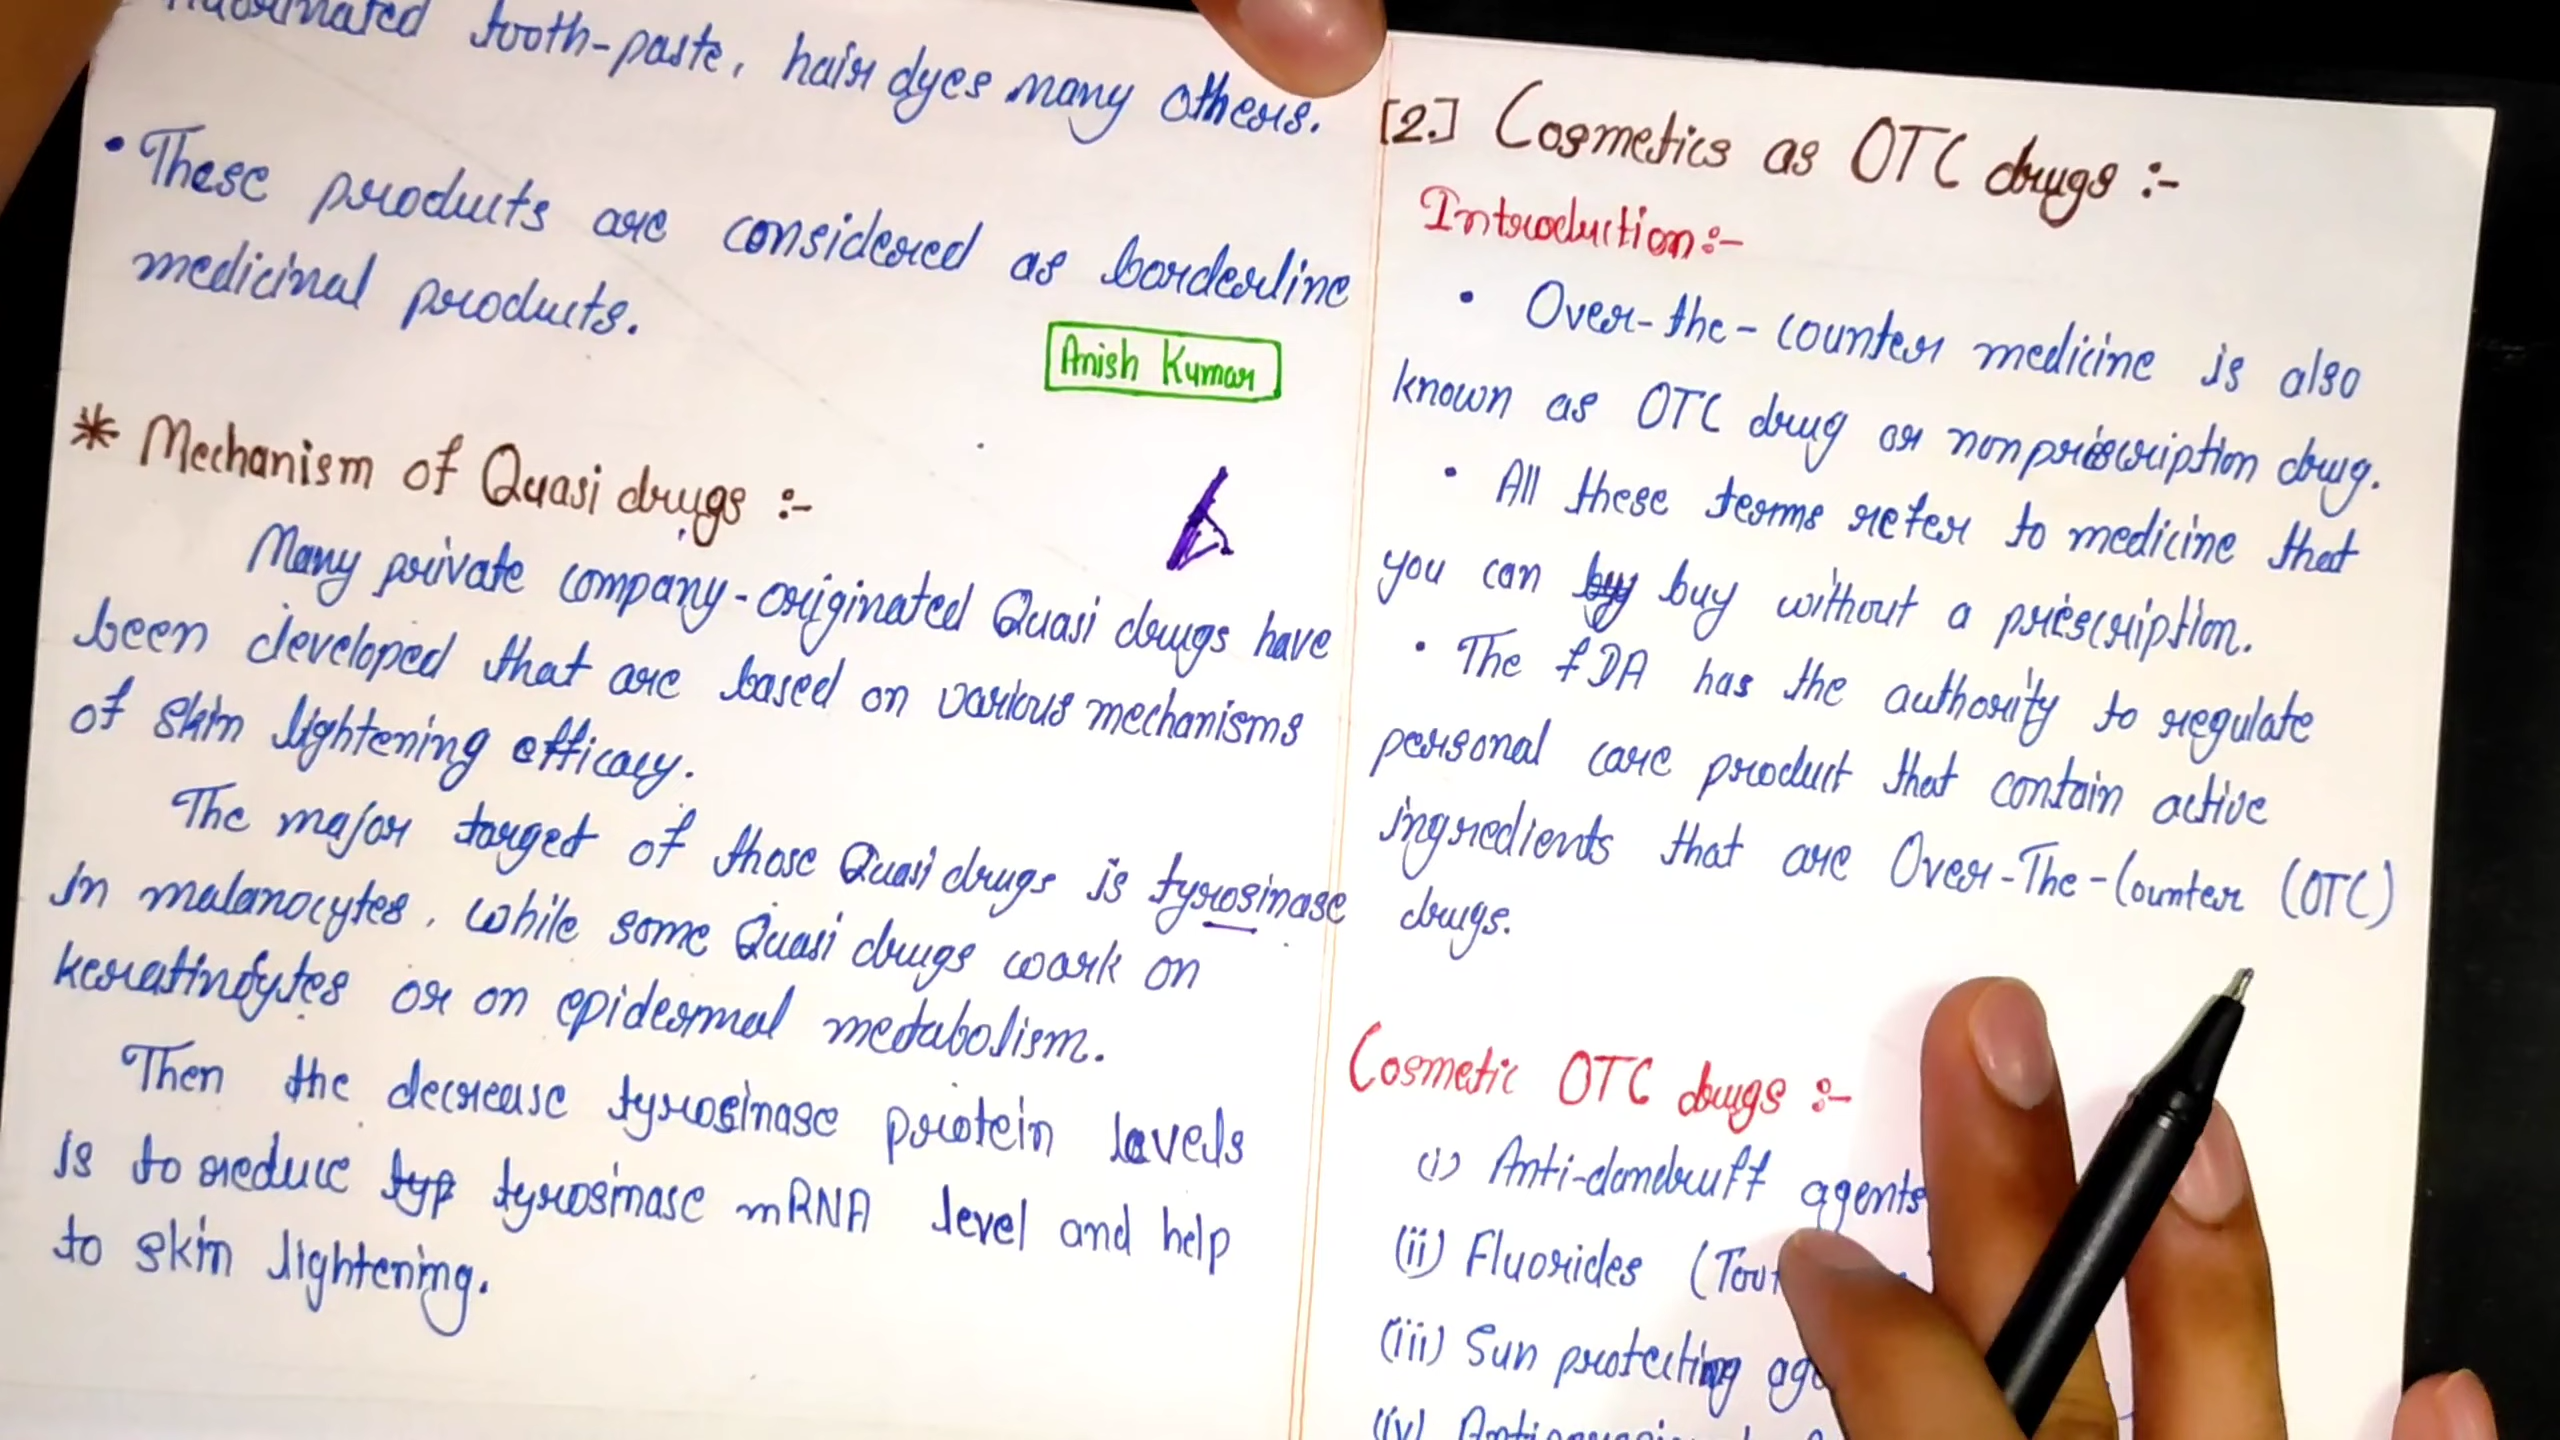 tooth-paste, hair dyes many others.
• These products are considered as borderline
medicinal products.
Anish Kumar
* Mechanism of Quasi drugs :-
Many private company-originated Quasi drugs have
been developed that are based on various mechanisms
of skin lightening efficacy.
The major target of those Quasi drugs is tyrosinase
in malanocytes, while some Quasi drugs work on
keratinofytes or on epidermal metabolism.
Then the decrease tyrosinase protein levels
is to reduce typ tyrosinase mRNA level and help
to skin lightening.
[2.] Cosmetics as OTC drugs :-
Introduction:-
• Over-the-counter medicine is also
known as OTC drug or nonprescription drug.
• All these terms refer to medicine that
you can by buy without a prescription.
• The FDA has the authority to regulate
personal care product that contain active
ingredients that are Over-The-Counter (OTC)
drugs.
Cosmetic OTC drugs :-
(i) Anti-dandruff agents
(ii) Fluorides
(iii) Sun protecting
(iv)